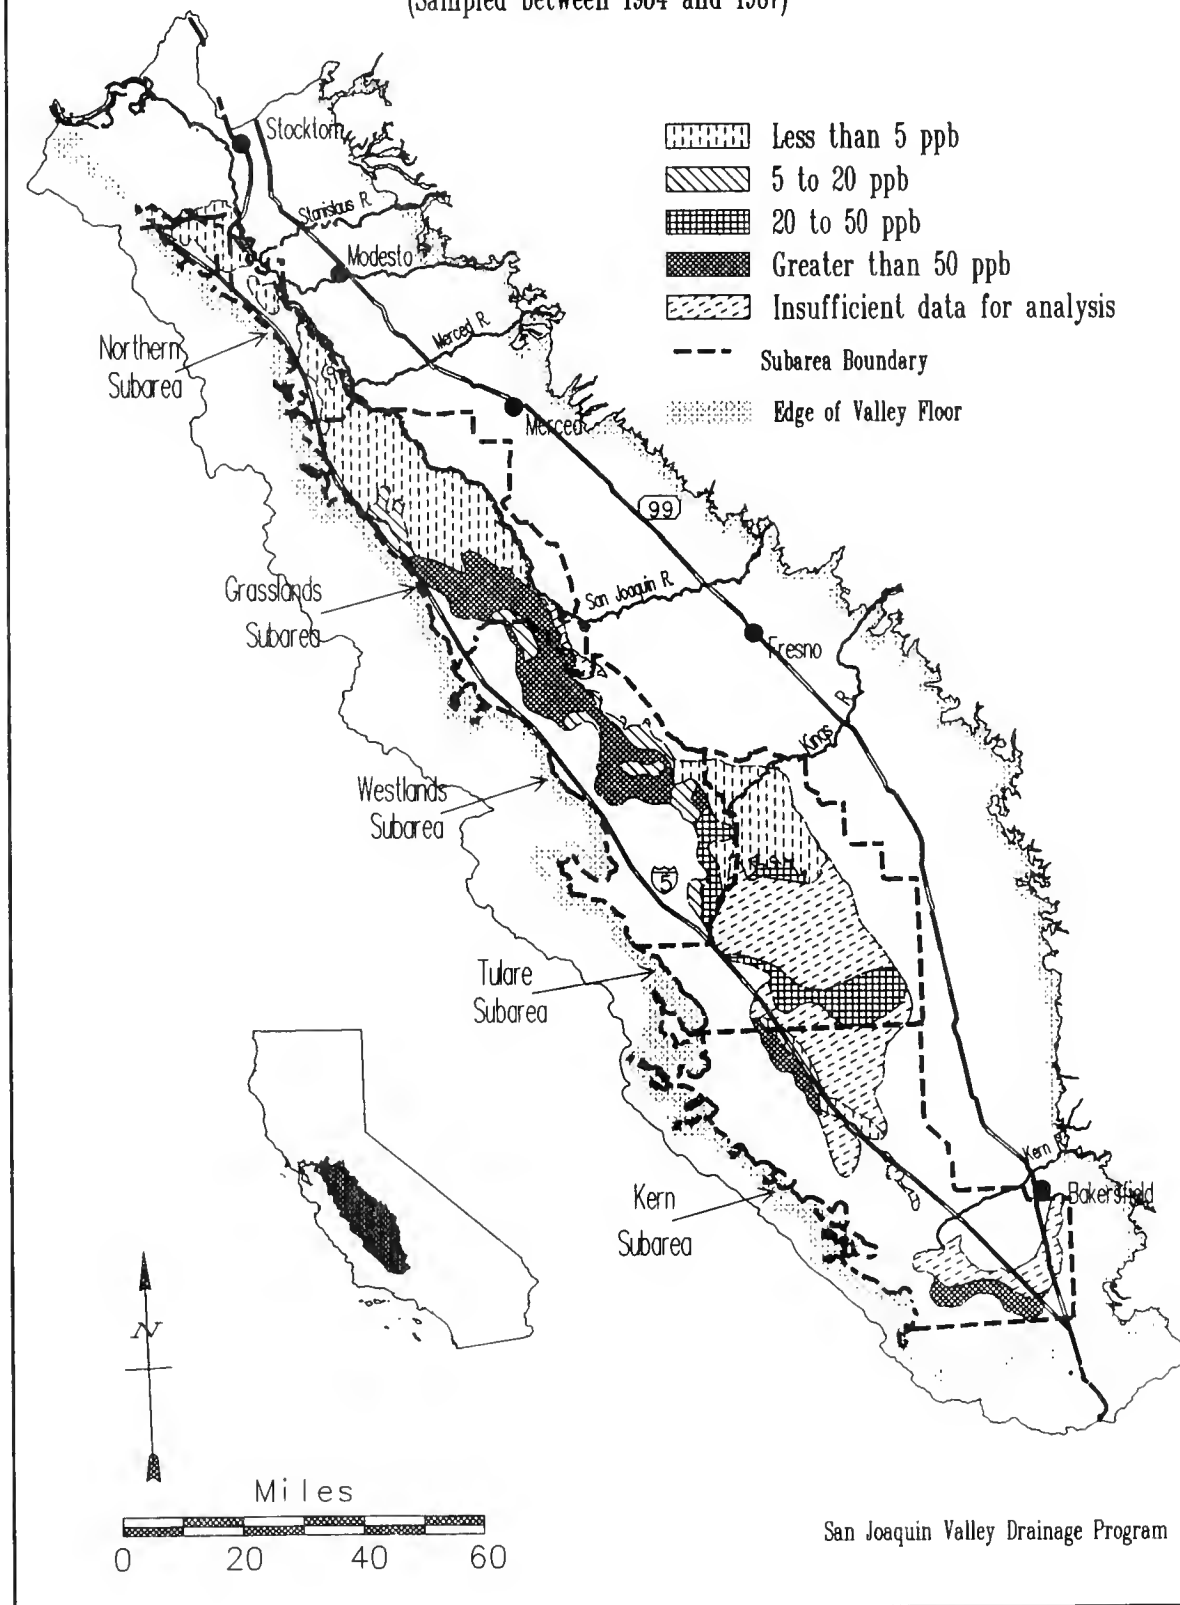 (Sampled between 1984 and 1987)
Stockton
Less than 5 ppb
5 to 20 ppb
20 to 50 ppb
Greater than 50 ppb
Insufficient data for analysis
Subarea Boundary
Edge of Valley Floor
Stanislaus R.
Modesto
Merced R.
Northern
Subarea
Merced
99
San Joaquin R.
Grasslands
Subarea
Fresno
Kings R.
Westlands
Subarea
5
Tulare
Subarea
Kern R.
Bakersfield
Kern
Subarea
N
Miles
0 20 40 60
San Joaquin Valley Drainage Program